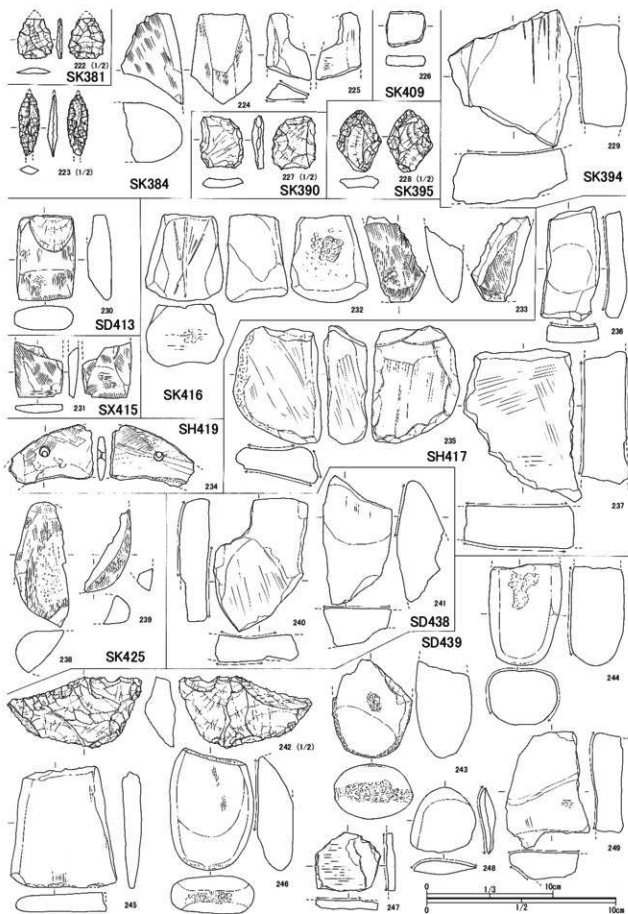 222 (1/2)
SK381
223 (1/2)
224
225
SK384
226
SK409
227 (1/2)
SK390
228 (1/2)
SK395
229
SK394
230
SD413
231
SX415
232
233
SK416
SH419
234
235
SH417
236
237
238
239
SK425
240
241
SD438
SD439
242 (1/2)
243
244
245
246
247
248
249
0 1/3 10cm
0 1/2 10cm